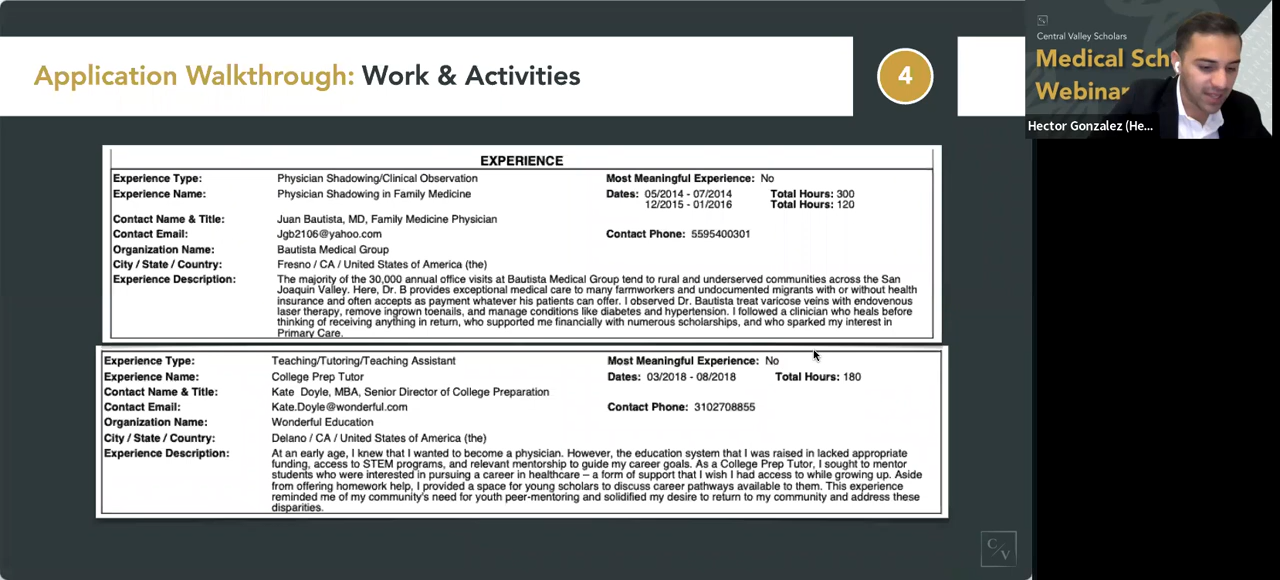 Application Walkthrough: Work & Activities
4
EXPERIENCE
Experience Type: Physician Shadowing/Clinical Observation Most Meaningful Experience: No
Experience Name: Physician Shadowing in Family Medicine Dates: 05/2014 - 07/2014 Total Hours: 300
12/2015 - 01/2016 Total Hours: 120
Contact Name & Title: Juan Bautista, MD, Family Medicine Physician
Contact Email: Jgb2106@yahoo.com Contact Phone: 5595400301
Organization Name: Bautista Medical Group
City / State / Country: Fresno / CA / United States of America (the)
Experience Description: The majority of the 30,000 annual office visits at Bautista Medical Group tend to rural and underserved communities across the San
Joaquin Valley. Here, Dr. B provides exceptional medical care to many farmworkers and undocumented migrants with or without health
insurance and often accepts as payment whatever his patients can offer. I observed Dr. Bautista treat varicose veins with endovenous
laser therapy, remove ingrown toenails, and manage conditions like diabetes and hypertension. I followed a clinician who heals before
thinking of receiving anything in return, who supported me financially with numerous scholarships, and who sparked my interest in
Primary Care.
Experience Type: Teaching/Tutoring/Teaching Assistant Most Meaningful Experience: No
Experience Name: College Prep Tutor Dates: 03/2018 - 08/2018 Total Hours: 180
Contact Name & Title: Kate Doyle, MBA, Senior Director of College Preparation
Contact Email: Kate.Doyle@wonderful.com Contact Phone: 3102708855
Organization Name: Wonderful Education
City / State / Country: Delano / CA / United States of America (the)
Experience Description: At an early age, I knew that I wanted to become a physician. However, the education system that I was raised in lacked appropriate
funding, access to STEM programs, and relevant mentorship to guide my career goals. As a College Prep Tutor, I sought to mentor
students who were interested in pursuing a career in healthcare – a form of support that I wish I had access to while growing up. Aside
from offering homework help, I provided a space for young scholars to discuss career pathways available to them. This experience
reminded me of my community's need for youth peer-mentoring and solidified my desire to return to my community and address these
disparities.
C/V
Central Valley Scholars
Medical Sch
Webinar
Hector Gonzalez (He...